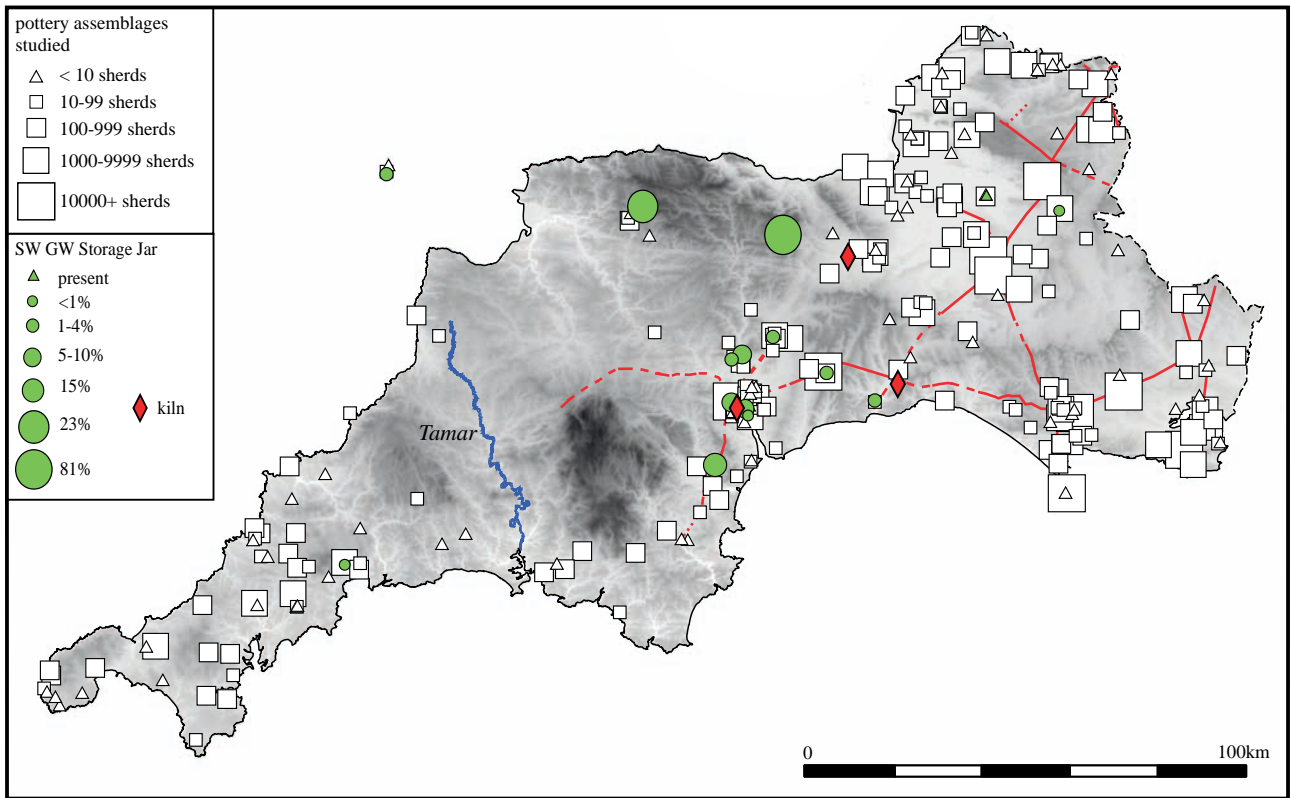 pottery assemblages
studied
< 10 sherds
10-99 sherds
100-999 sherds
1000-9999 sherds
10000+ sherds
SW GW Storage Jar
present
<1%
1-4%
5-10%
15%
23%
81%
kiln
Tamar
0
100km